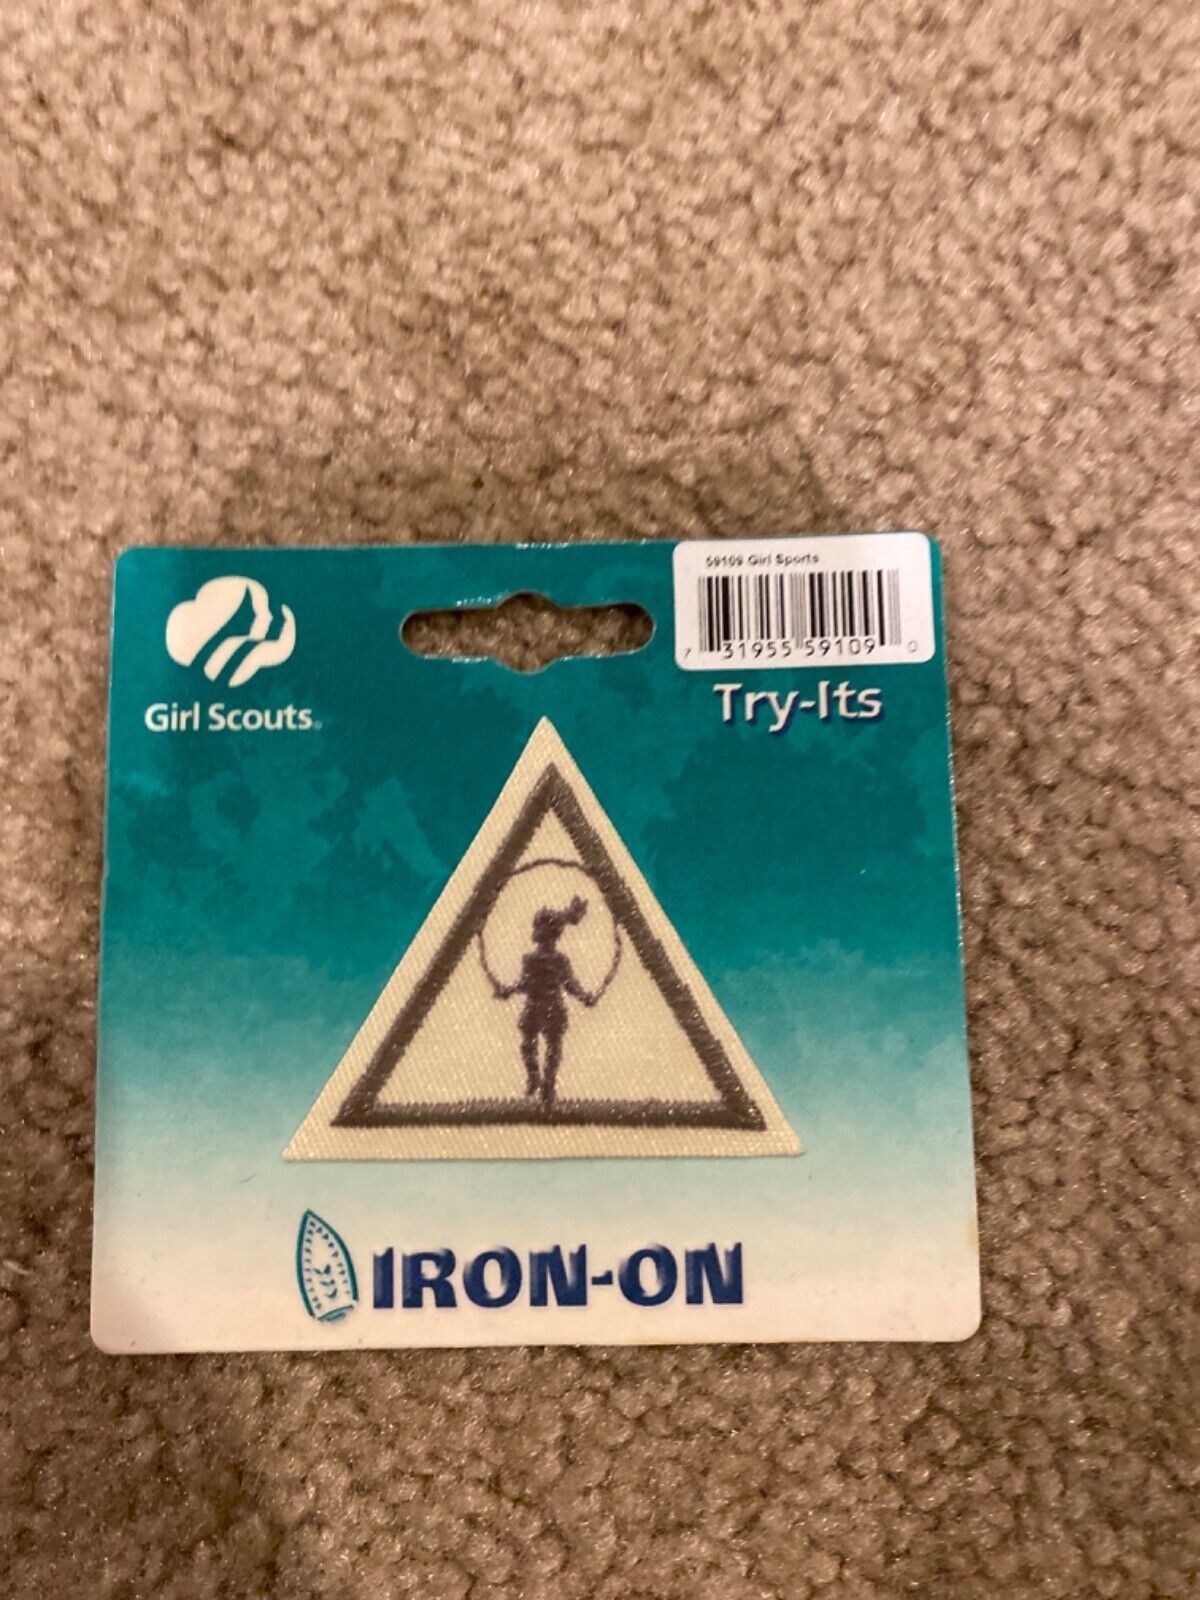 59109 Girl Sports
7 31955 59109 0
Girl Scouts®
Try-Its
IRON-ON